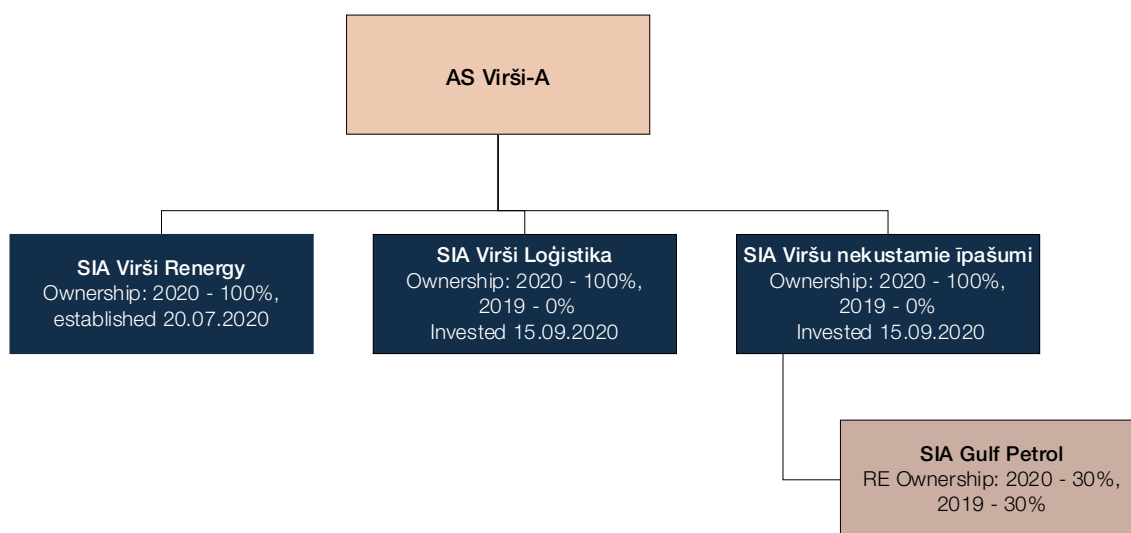 AS Virši-A
SIA Virši Renergy
Ownership: 2020 - 100%,
established 20.07.2020
SIA Virši Loģistika
Ownership: 2020 - 100%,
2019 - 0%
Invested 15.09.2020
SIA Viršu nekustamie īpašumi
Ownership: 2020 - 100%,
2019 - 0%
Invested 15.09.2020
SIA Gulf Petrol
RE Ownership: 2020 - 30%,
2019 - 30%